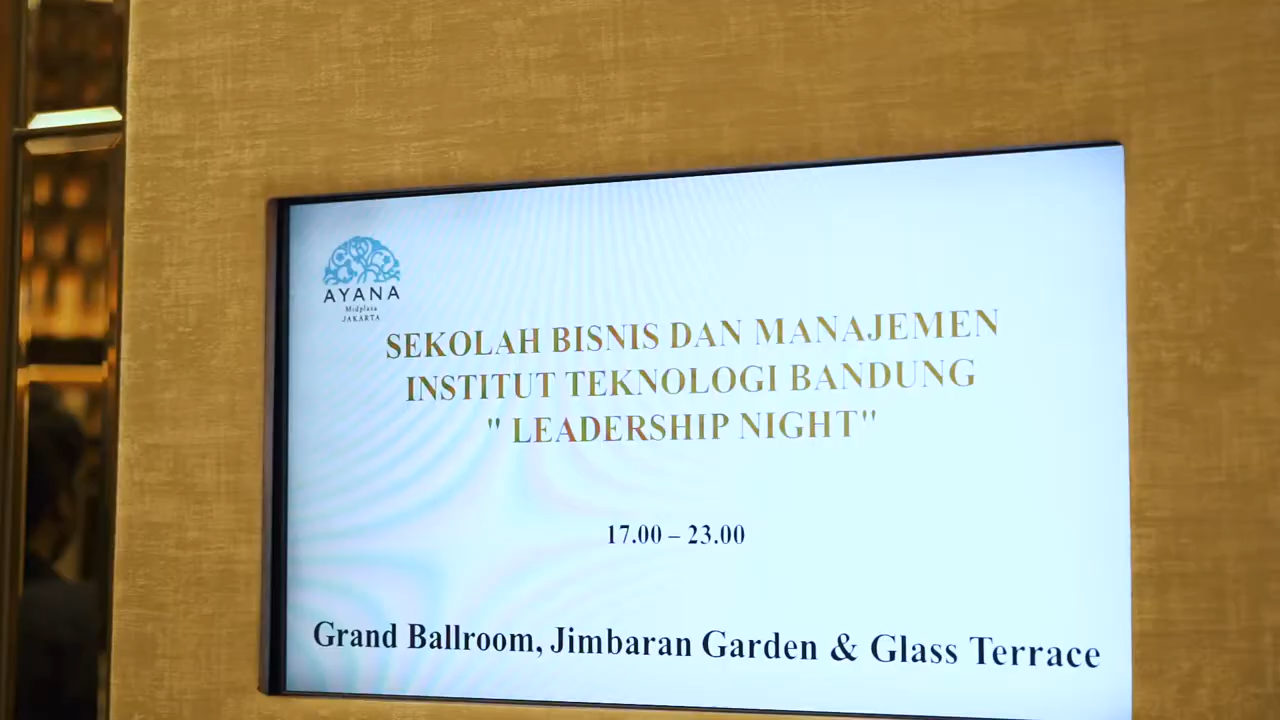 AYANA
Midplaza
JAKARTA
SEKOLAH BISNIS DAN MANAJEMEN
INSTITUT TEKNOLOGI BANDUNG
" LEADERSHIP NIGHT"
17.00 – 23.00
Grand Ballroom, Jimbaran Garden & Glass Terrace